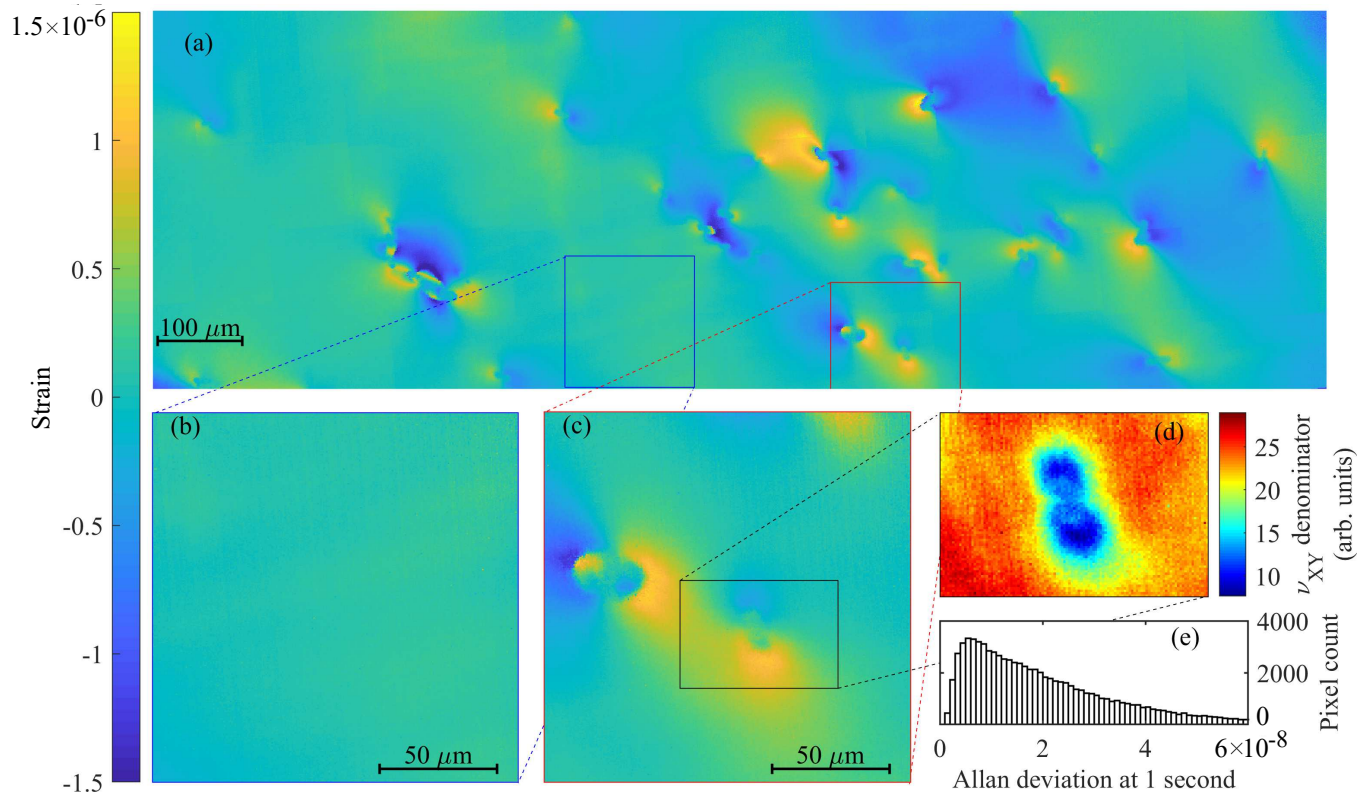 1.5×10⁻⁶
1
0.5
0
-0.5
-1
-1.5
Strain
(a)
100 μm
(b)
50 μm
(c)
50 μm
(d)
25
20
15
10
ν_XY denominator
(arb. units)
(e)
4000
2000
0
Pixel count
0
2
4
6×10⁻⁸
Allan deviation at 1 second